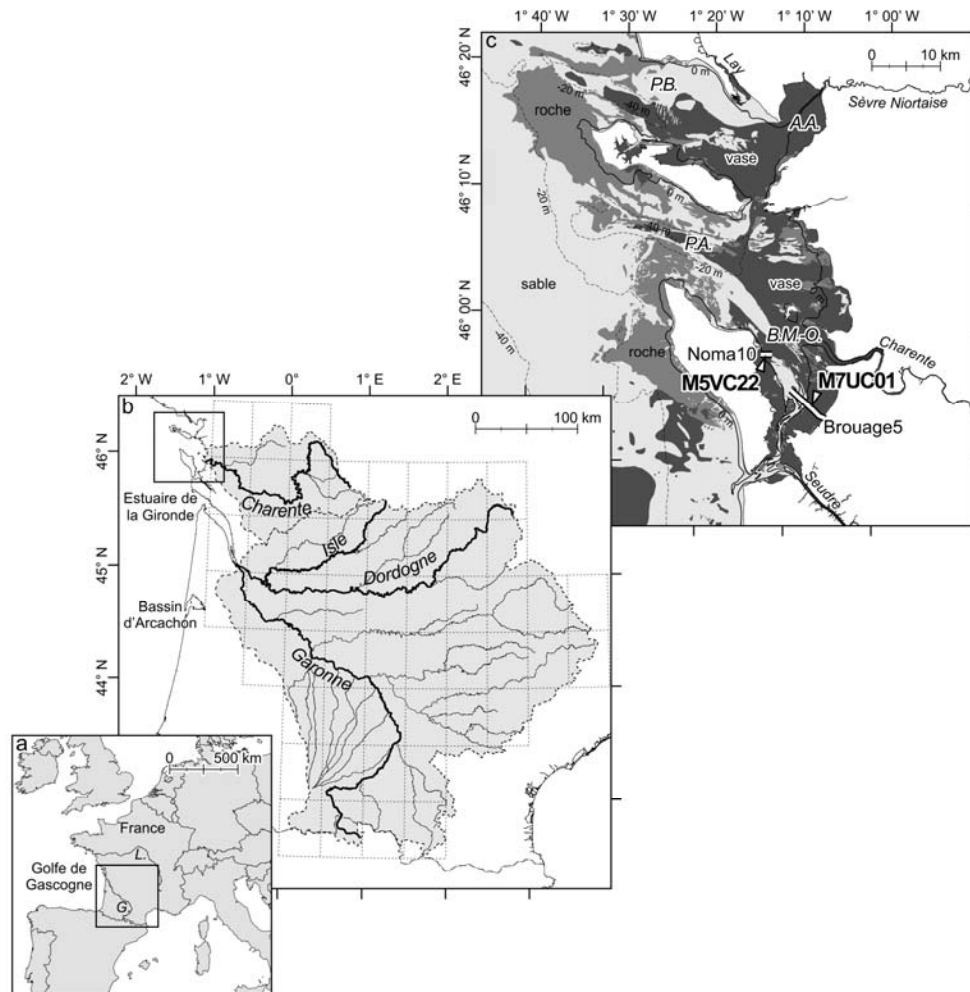 1° 40' W 1° 30' W 1° 20' W 1° 10' W 1° 00' W
c
0 10 km
46° 20' N
46° 10' N
46° 00' N
Lay
0 m
Sèvre Niortaise
P.B.
-20 m
-40 m
A.A.
roche
vase
0 m
-20 m
-40 m
P.A.
-20 m
sable
vase
0 m
-40 m
B.M.-O.
roche
Noma10
Charente
M5VC22
M7UC01
0 m
Brouage5
Seudre
2°W 1°W 0° 1°E 2°E
b
0 100 km
46°N
45°N
44°N
Estuaire de
la Gironde
Charente
Isle
Dordogne
Bassin
d'Arcachon
Garonne
a
0 500 km
France
L.
Golfe de
Gascogne
G.